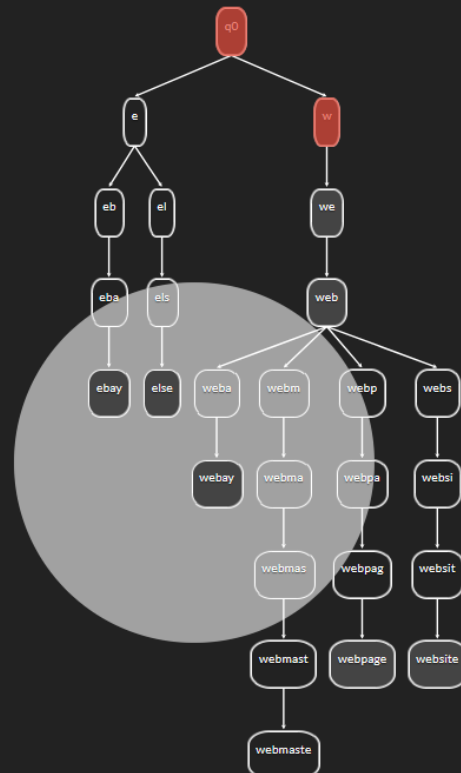 q0
e w
eb el we
eba els web
ebay else weba webm webp webs
webay webma webpa websi
webmas webpag websit
webmast webpage website
webmaste